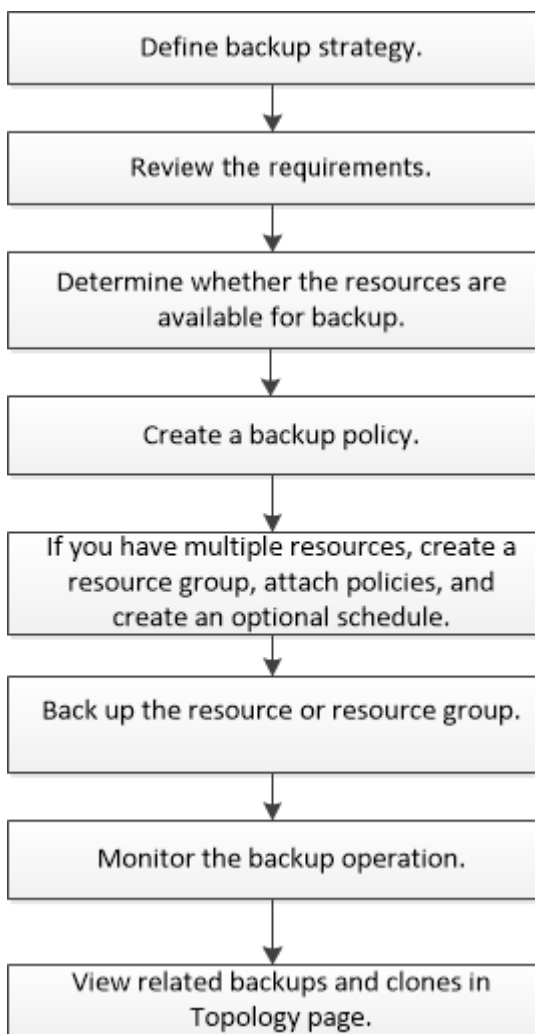 Define backup strategy.
Review the requirements.
Determine whether the resources are
available for backup.
Create a backup policy.
If you have multiple resources, create a
resource group, attach policies, and
create an optional schedule.
Back up the resource or resource group.
Monitor the backup operation.
View related backups and clones in
Topology page.